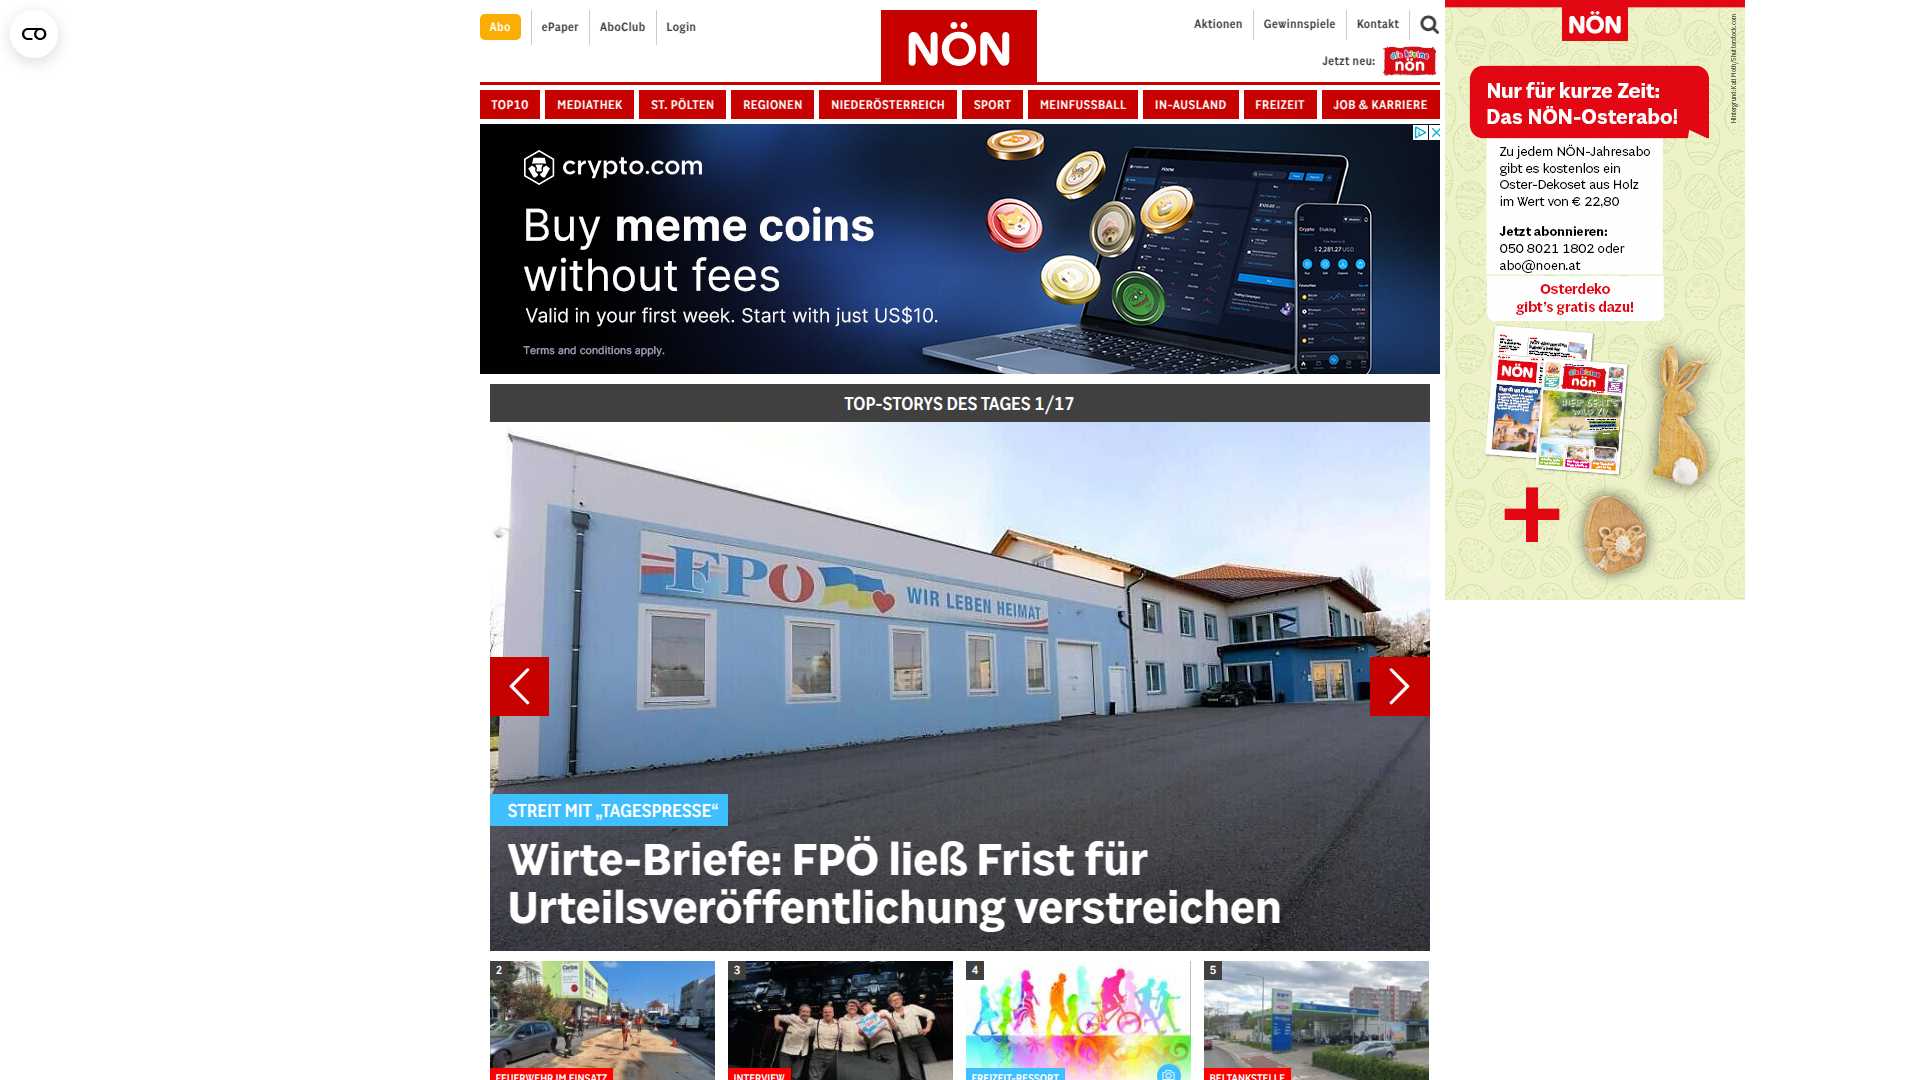 Abo
ePaper
AboClub
Login
NÖN
Aktionen
Gewinnspiele
Kontakt
Jetzt neu:
die kleine
nön
TOP10
MEDIATHEK
ST. PÖLTEN
REGIONEN
NIEDERÖSTERREICH
SPORT
MEINFUSSBALL
IN-AUSLAND
FREIZEIT
JOB & KARRIERE
crypto.com
Buy meme coins
without fees
Valid in your first week. Start with just US$10.
Terms and conditions apply.
TOP-STORYS DES TAGES 1/17
FPÖ
WIR LEBEN HEIMAT
STREIT MIT „TAGESPRESSE“
Wirte-Briefe: FPÖ ließ Frist für
Urteilsveröffentlichung verstreichen
2
FEUERWEHR IM EINSATZ
3
INTERVIEW
4
FREIZEIT-RESSORT
5
BELTANKSTELLE
NÖN
Nur für kurze Zeit:
Das NÖN-Osterabo!
Zu jedem NÖN-Jahresabo
gibt es kostenlos ein
Oster-Dekoset aus Holz
im Wert von € 22,80
Jetzt abonnieren:
050 8021 1802 oder
abo@noen.at
Osterdeko
gibt's gratis dazu!
NÖN
die kleine
nön
+